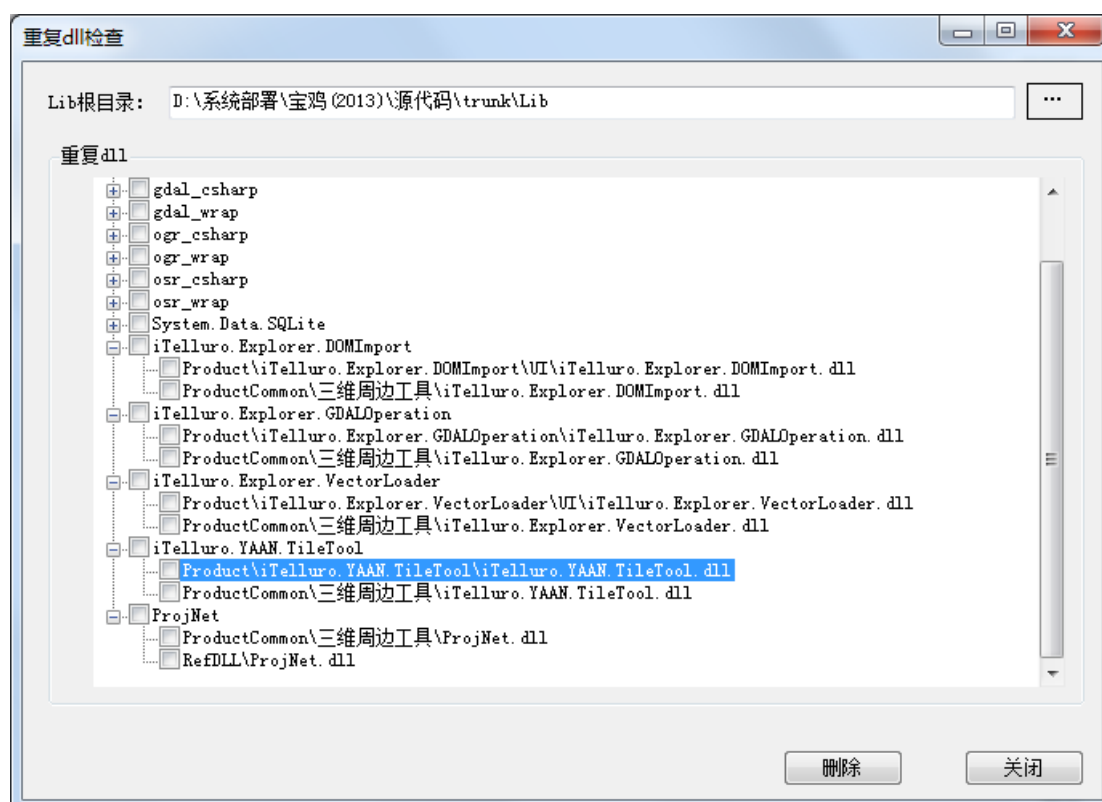 重复dll检查
Lib根目录: D:\系统部署\宝鸡(2013)\源代码\trunk\Lib ...
重复dll
gdal_csharp
gdal_wrap
ogr_csharp
ogr_wrap
osr_csharp
osr_wrap
System.Data.SQLite
iTelluro.Explorer.DOMImport
Product\iTelluro.Explorer.DOMImport\UI\iTelluro.Explorer.DOMImport.dll
ProductCommon\三维周边工具\iTelluro.Explorer.DOMImport.dll
iTelluro.Explorer.GDALOperation
Product\iTelluro.Explorer.GDALOperation\iTelluro.Explorer.GDALOperation.dll
ProductCommon\三维周边工具\iTelluro.Explorer.GDALOperation.dll
iTelluro.Explorer.VectorLoader
Product\iTelluro.Explorer.VectorLoader\UI\iTelluro.Explorer.VectorLoader.dll
ProductCommon\三维周边工具\iTelluro.Explorer.VectorLoader.dll
iTelluro.YAAN.TileTool
Product\iTelluro.YAAN.TileTool\iTelluro.YAAN.TileTool.dll
ProductCommon\三维周边工具\iTelluro.YAAN.TileTool.dll
ProjNet
ProductCommon\三维周边工具\ProjNet.dll
RefDLL\ProjNet.dll
删除 关闭